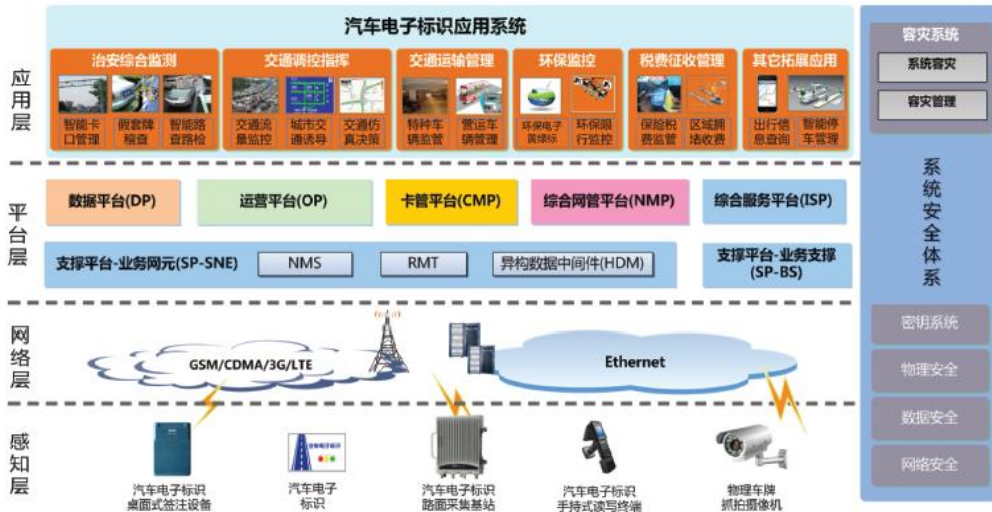 汽车电子标识应用系统
应用层
治安综合监测
交通调控指挥
交通运输管理
环保监控
税费征收管理
其它拓展应用
智能卡
口管理
假套牌
稽查
智能路
查路检
交通流
量监控
城市交
通诱导
交通仿
真决策
特种车
辆监管
营运车
辆管理
环保电子
黄绿标
环保限
行监控
保险税
费监管
区域拥
堵收费
出行信
息查询
智能停
车管理
平台层
数据平台(DP)
运营平台(OP)
卡管平台(CMP)
综合网管平台(NMP)
综合服务平台(ISP)
支撑平台-业务网元(SP-SNE)
NMS
RMT
异构数据中间件(HDM)
支撑平台-业务支撑
(SP-BS)
网络层
GSM/CDMA/3G/LTE
Ethernet
感知层
汽车电子标识
桌面式签注设备
汽车电子
标识
汽车电子标识
路面采集基站
汽车电子标识
手持式读写终端
物理车牌
抓拍摄像机
容灾系统
系统容灾
容灾管理
系统安全体系
密钥系统
物理安全
数据安全
网络安全